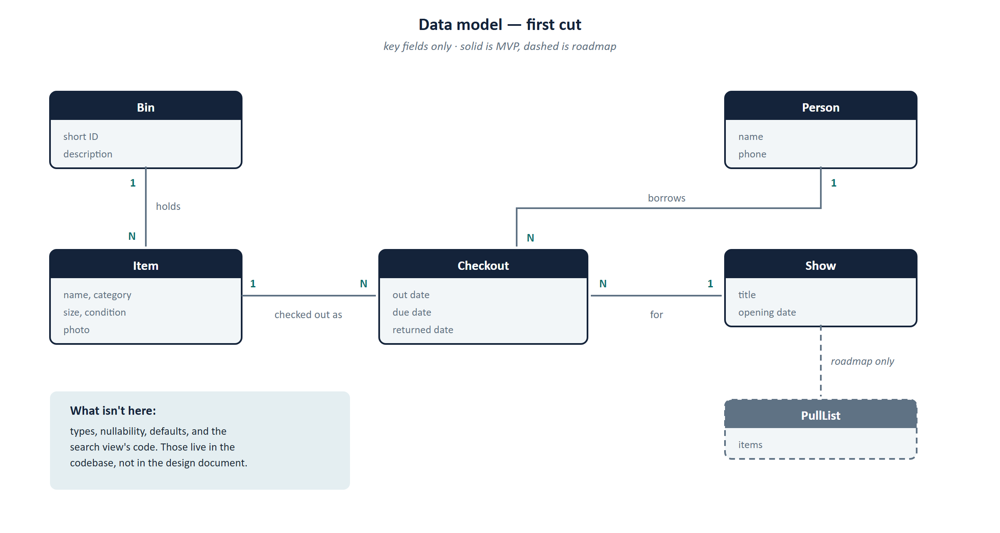 Data model — first cut
key fields only · solid is MVP, dashed is roadmap
Bin
short ID
description
Person
name
phone
1
holds
N
1
borrows
N
Item
name, category
size, condition
photo
1
N
checked out as
Checkout
out date
due date
returned date
N
1
for
Show
title
opening date
roadmap only
PullList
items
What isn't here:
types, nullability, defaults, and the
search view's code. Those live in the
codebase, not in the design document.